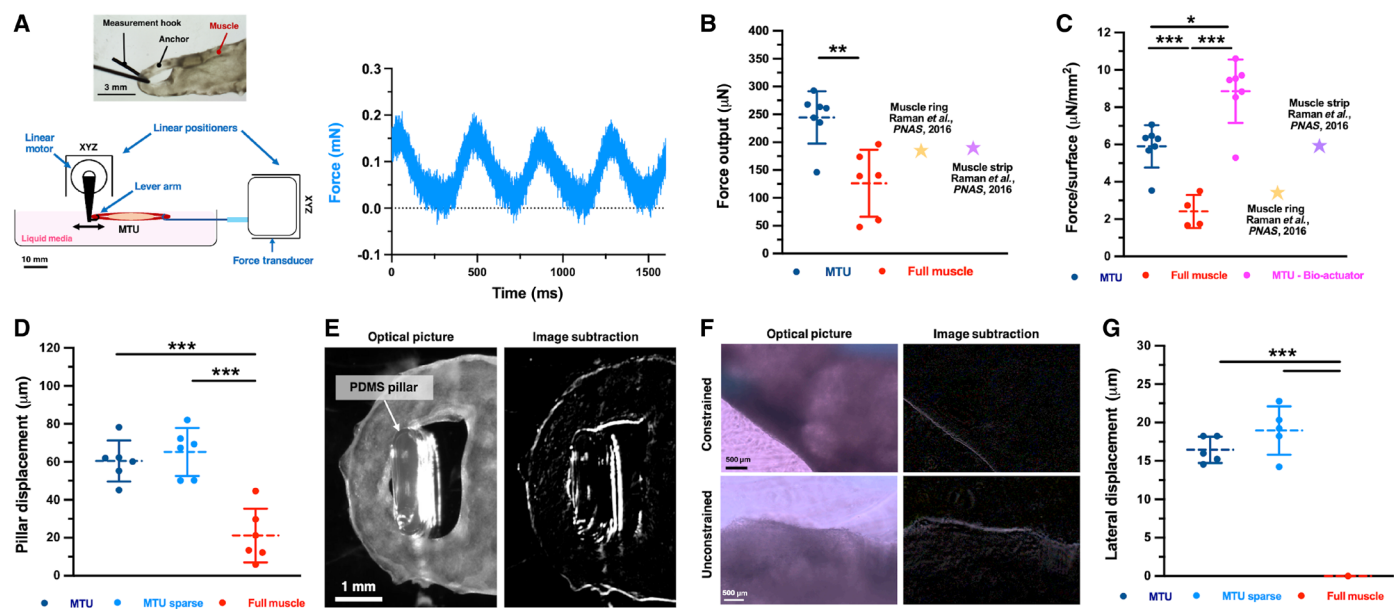 A
Measurement hook
Anchor
Muscle
3 mm
Linear positioners
Linear
motor
XYZ
Lever arm
XYZ
MTU
Liquid media
Force transducer
10 mm
Force (mN)
0.3
0.2
0.1
0.0
-0.1
0
500
1000
1500
Time (ms)
B
Force output (μN)
400
350
300
250
200
150
100
50
0
**
Muscle ring
Raman et al.,
PNAS, 2016
Muscle strip
Raman et al.,
PNAS, 2016
MTU
Full muscle
C
Force/surface (μN/mm²)
12
10
8
6
4
2
0
*
***
***
Muscle strip
Raman et al.,
PNAS, 2016
Muscle ring
Raman et al.,
PNAS, 2016
MTU
Full muscle
MTU - Bio-actuator
D
Pillar displacement (μm)
120
100
80
60
40
20
0
***
***
MTU
MTU sparse
Full muscle
E
Optical picture
Image subtraction
PDMS pillar
1 mm
F
Optical picture
Image subtraction
Constrained
500 μm
Unconstrained
500 μm
G
Lateral displacement (μm)
30
25
20
15
10
5
0
***
MTU
MTU sparse
Full muscle